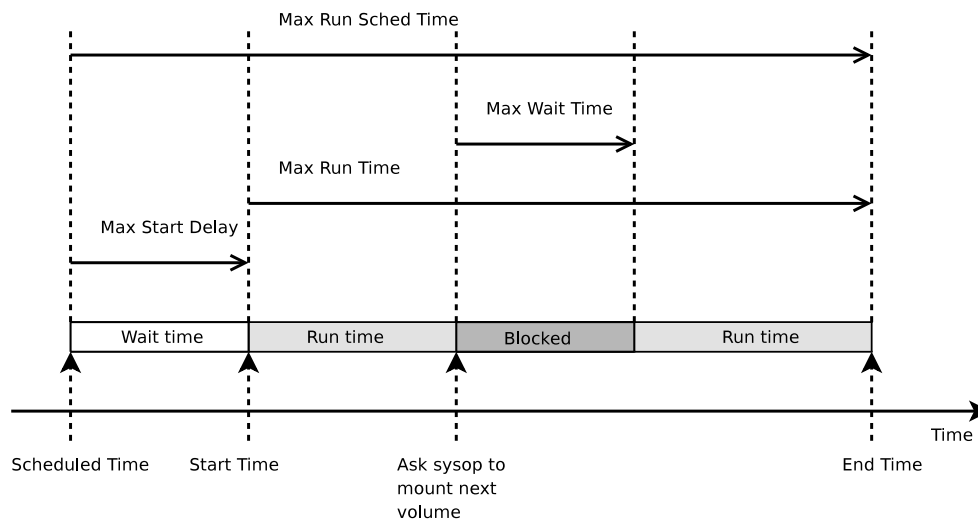 Max Run Sched Time
Max Wait Time
Max Run Time
Max Start Delay
Wait time
Run time
Blocked
Run time
Time
Scheduled Time
Start Time
Ask sysop to
mount next
volume
End Time